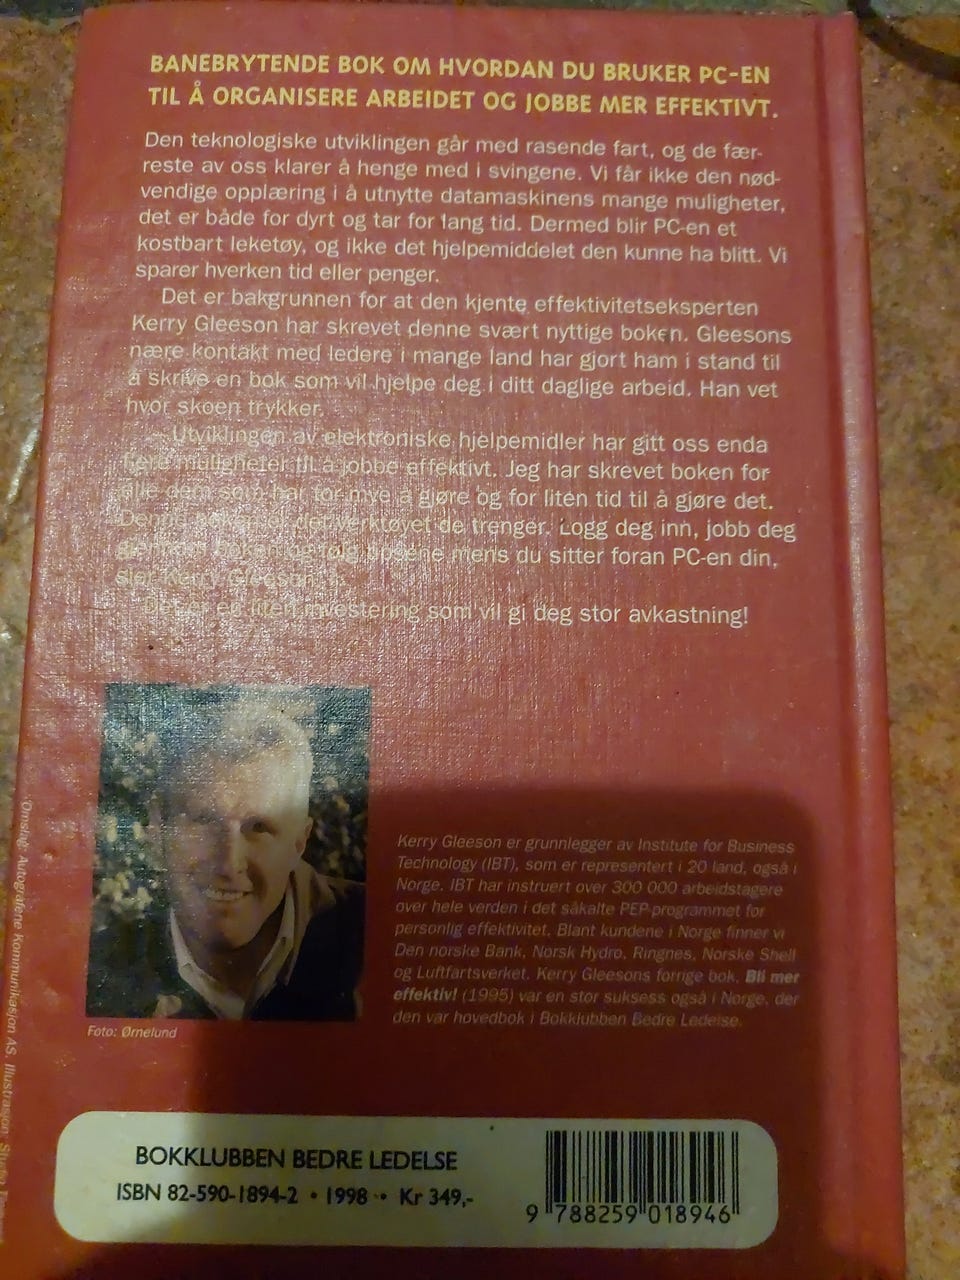 BANEBRYTENDE BOK OM HVORDAN DU BRUKER PC-EN
TIL Å ORGANISERE ARBEIDET OG JOBBE MER EFFEKTIVT.
Den teknologiske utviklingen går med rasende fart, og de fær-
reste av oss klarer å henge med i svingene. Vi får ikke den nød-
vendige opplæring i å utnytte datamaskinens mange muligheter,
det er både for dyrt og tar for lang tid. Dermed blir PC-en et
kostbart leketøy, og ikke det hjelpemiddelet den kunne ha blitt. Vi
sparer hverken tid eller penger.
Det er bakgrunnen for at den kjente effektivitetseksperten
Kerry Gleeson har skrevet denne svært nyttige boken. Gleesons
nære kontakt med ledere i mange land har gjort ham i stand til
å skrive en bok som vil hjelpe deg i ditt daglige arbeid. Han vet
hvor skoen trykker.
– Utviklingen av elektroniske hjelpemidler har gitt oss enda
flere muligheter til å jobbe effektivt. Jeg har skrevet boken for
alle dem som har for mye å gjøre og for liten tid til å gjøre det.
Denne boken er det verktøyet de trenger. Logg deg inn, jobb deg
gjennom boken og følg tipsene mens du sitter foran PC-en din,
sier Kerry Gleeson.
Det er en liten investering som vil gi deg stor avkastning!
Kerry Gleeson er grunnlegger av Institute for Business
Technology (IBT), som er representert i 20 land, også i
Norge. IBT har instruert over 300 000 arbeidstagere
over hele verden i det såkalte PEP-programmet for
personlig effektivitet. Blant kundene i Norge finner vi
Den norske Bank, Norsk Hydro, Ringnes, Norske Shell
og Luftfartsverket. Kerry Gleesons forrige bok, Bli mer
effektiv! (1995) var en stor suksess også i Norge, der
den var hovedbok i Bokklubben Bedre Ledelse.
Foto: Ørnelund
Omslag: Autografene Kommunikasjon AS. Illustrasjon:
BOKKLUBBEN BEDRE LEDELSE
ISBN 82-590-1894-2 • 1998 • Kr 349,-
9 788259 018946